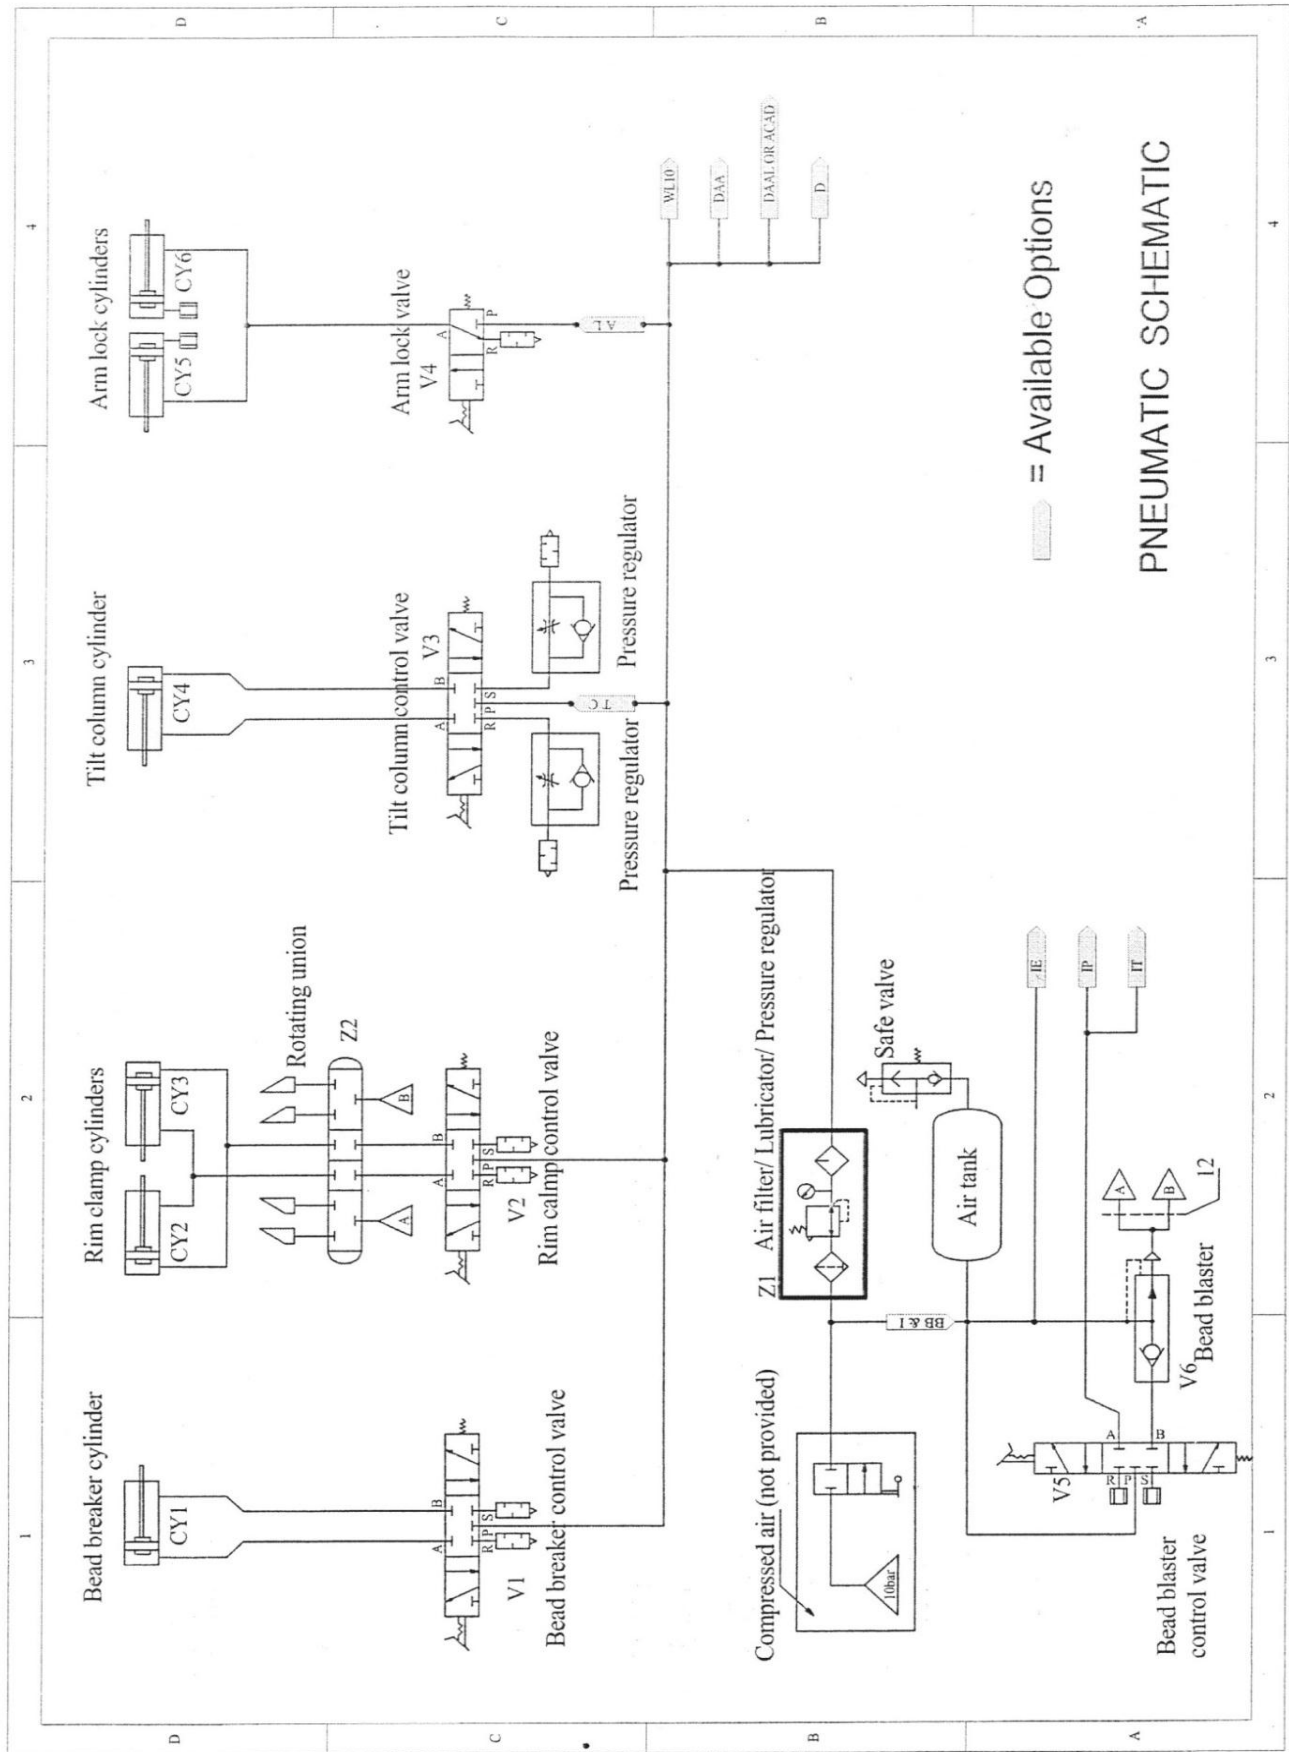 1
2
3
4
D
C
B
A
Bead breaker cylinder
CY1
A
B
R
P
S
V1
Bead breaker control valve
Rim clamp cylinders
CY2
CY3
Rotating union
Z2
A
B
A
B
R
P
S
V2
Rim calmp control valve
Tilt column cylinder
CY4
Tilt column control valve
V3
A
B
R
P
S
T C
Pressure regulator
Pressure regulator
Arm lock cylinders
CY5
CY6
Arm lock valve
V4
A
R
P
A L
WL10
DAA
DAAL OR ACAD
D
Compressed air (not provided)
10bar
Z1
Air filter/ Lubricator/ Pressure regulator
BB & I
Safe valve
Air tank
IE
IP
IT
V5
R
P
S
A
B
Bead blaster
control valve
V6
Bead blaster
A
B
12
= Available Options
PNEUMATIC SCHEMATIC
D
C
B
A
1
2
3
4